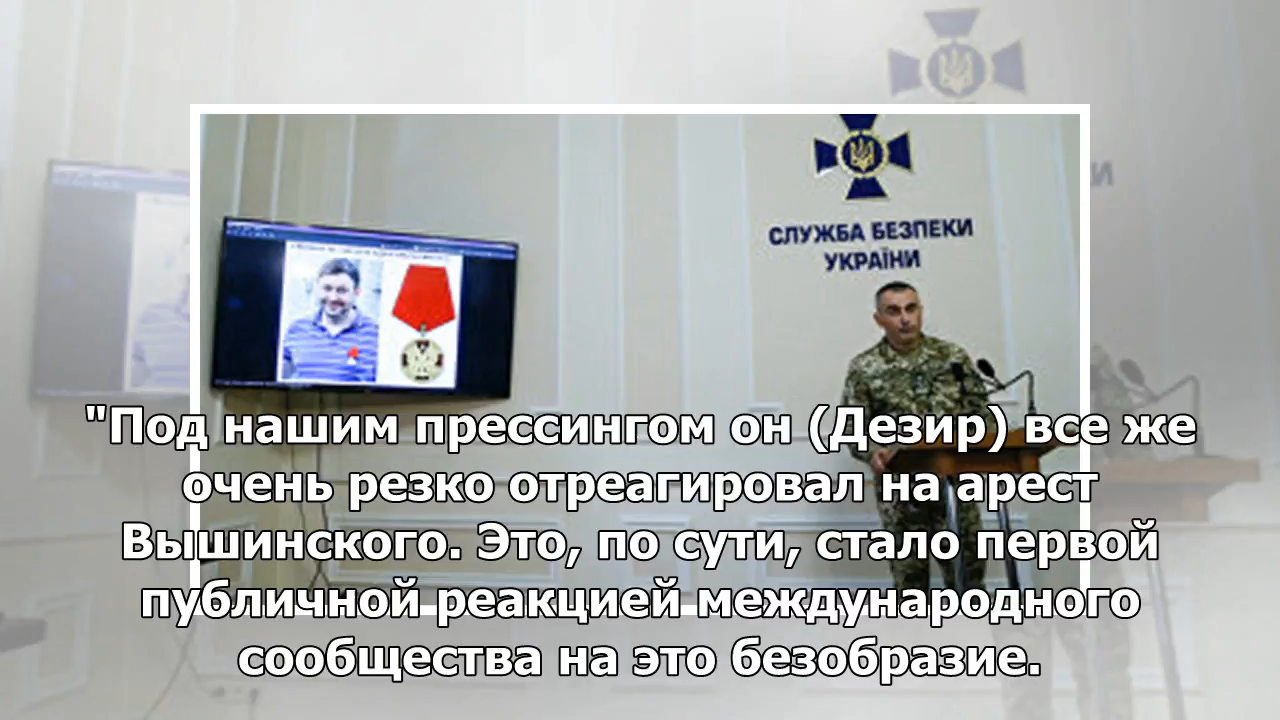 СЛУЖБА БЕЗПЕКИ
УКРАЇНИ
"Под нашим прессингом он (Дезир) все же
очень резко отреагировал на арест
Вышинского. Это, по сути, стало первой
публичной реакцией международного
сообщества на это безобразие.